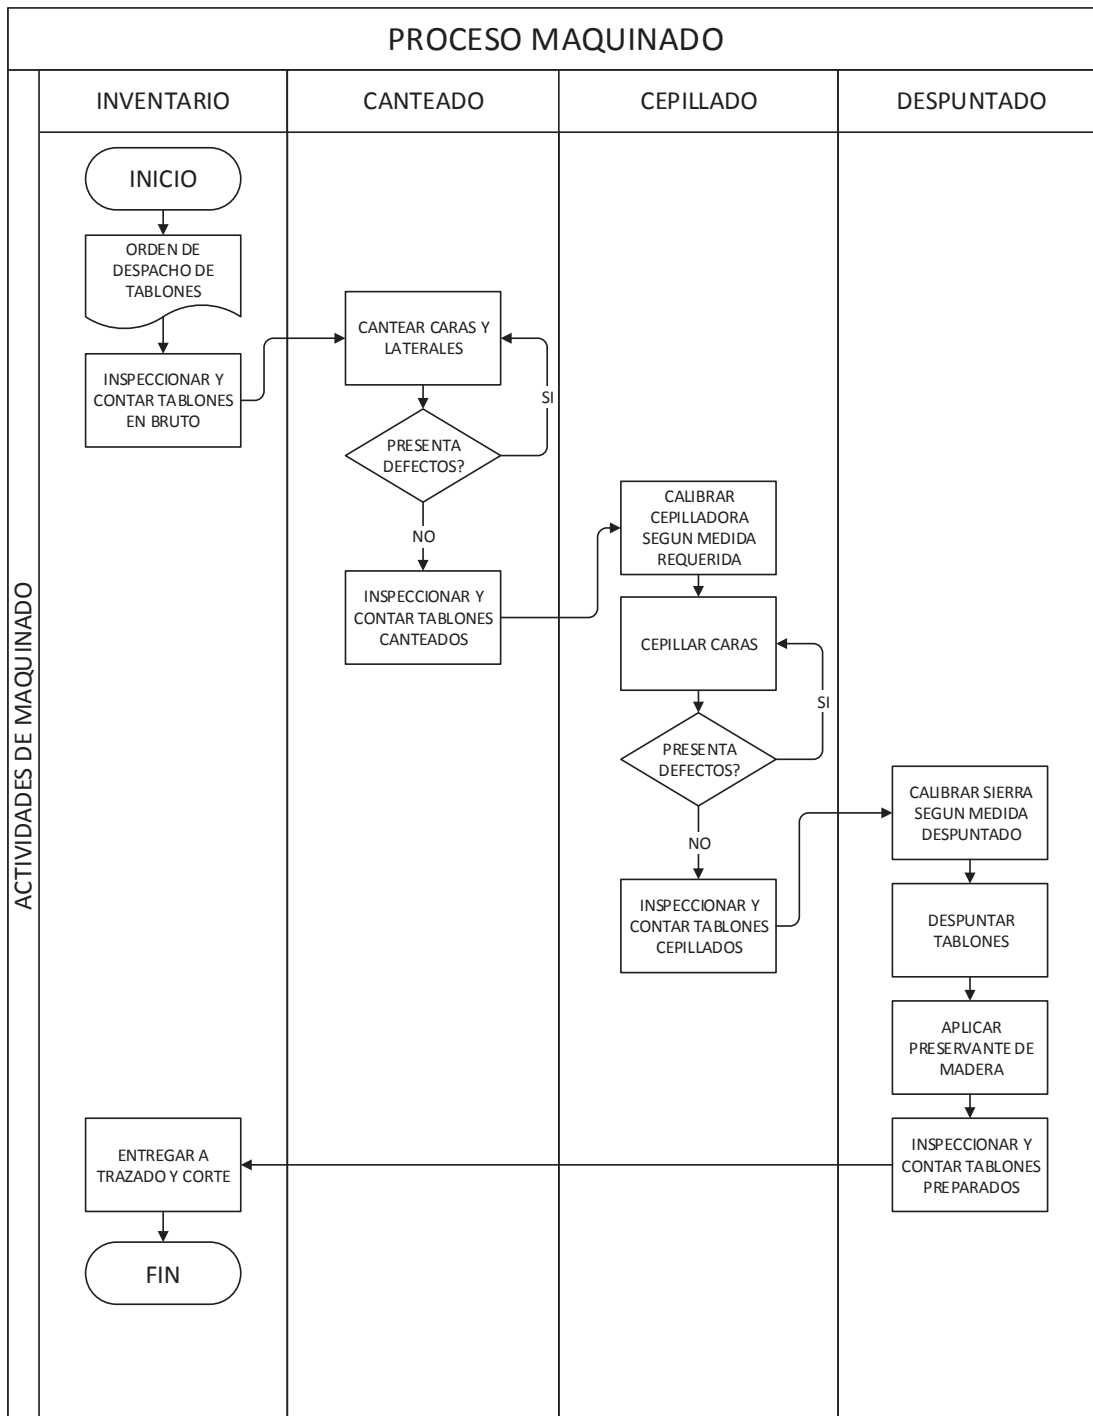 PROCESO MAQUINADO
ACTIVIDADES DE MAQUINADO
INVENTARIO
CANTEADO
CEPILLADO
DESPUNTADO
INICIO
ORDEN DE
DESPACHO DE
TABLONES
INSPECCIONAR Y
CONTAR TABLONES
EN BRUTO
CANTEAR CARAS Y
LATERALES
SI
PRESENTA
DEFECTOS?
NO
INSPECCIONAR Y
CONTAR TABLONES
CANTEADOS
CALIBRAR
CEPILLADORA
SEGUN MEDIDA
REQUERIDA
CEPILLAR CARAS
SI
PRESENTA
DEFECTOS?
NO
INSPECCIONAR Y
CONTAR TABLONES
CEPILLADOS
CALIBRAR SIERRA
SEGUN MEDIDA
DESPUNTADO
DESPUNTAR
TABLONES
APLICAR
PRESERVANTE DE
MADERA
INSPECCIONAR Y
CONTAR TABLONES
PREPARADOS
ENTREGAR A
TRAZADO Y CORTE
FIN